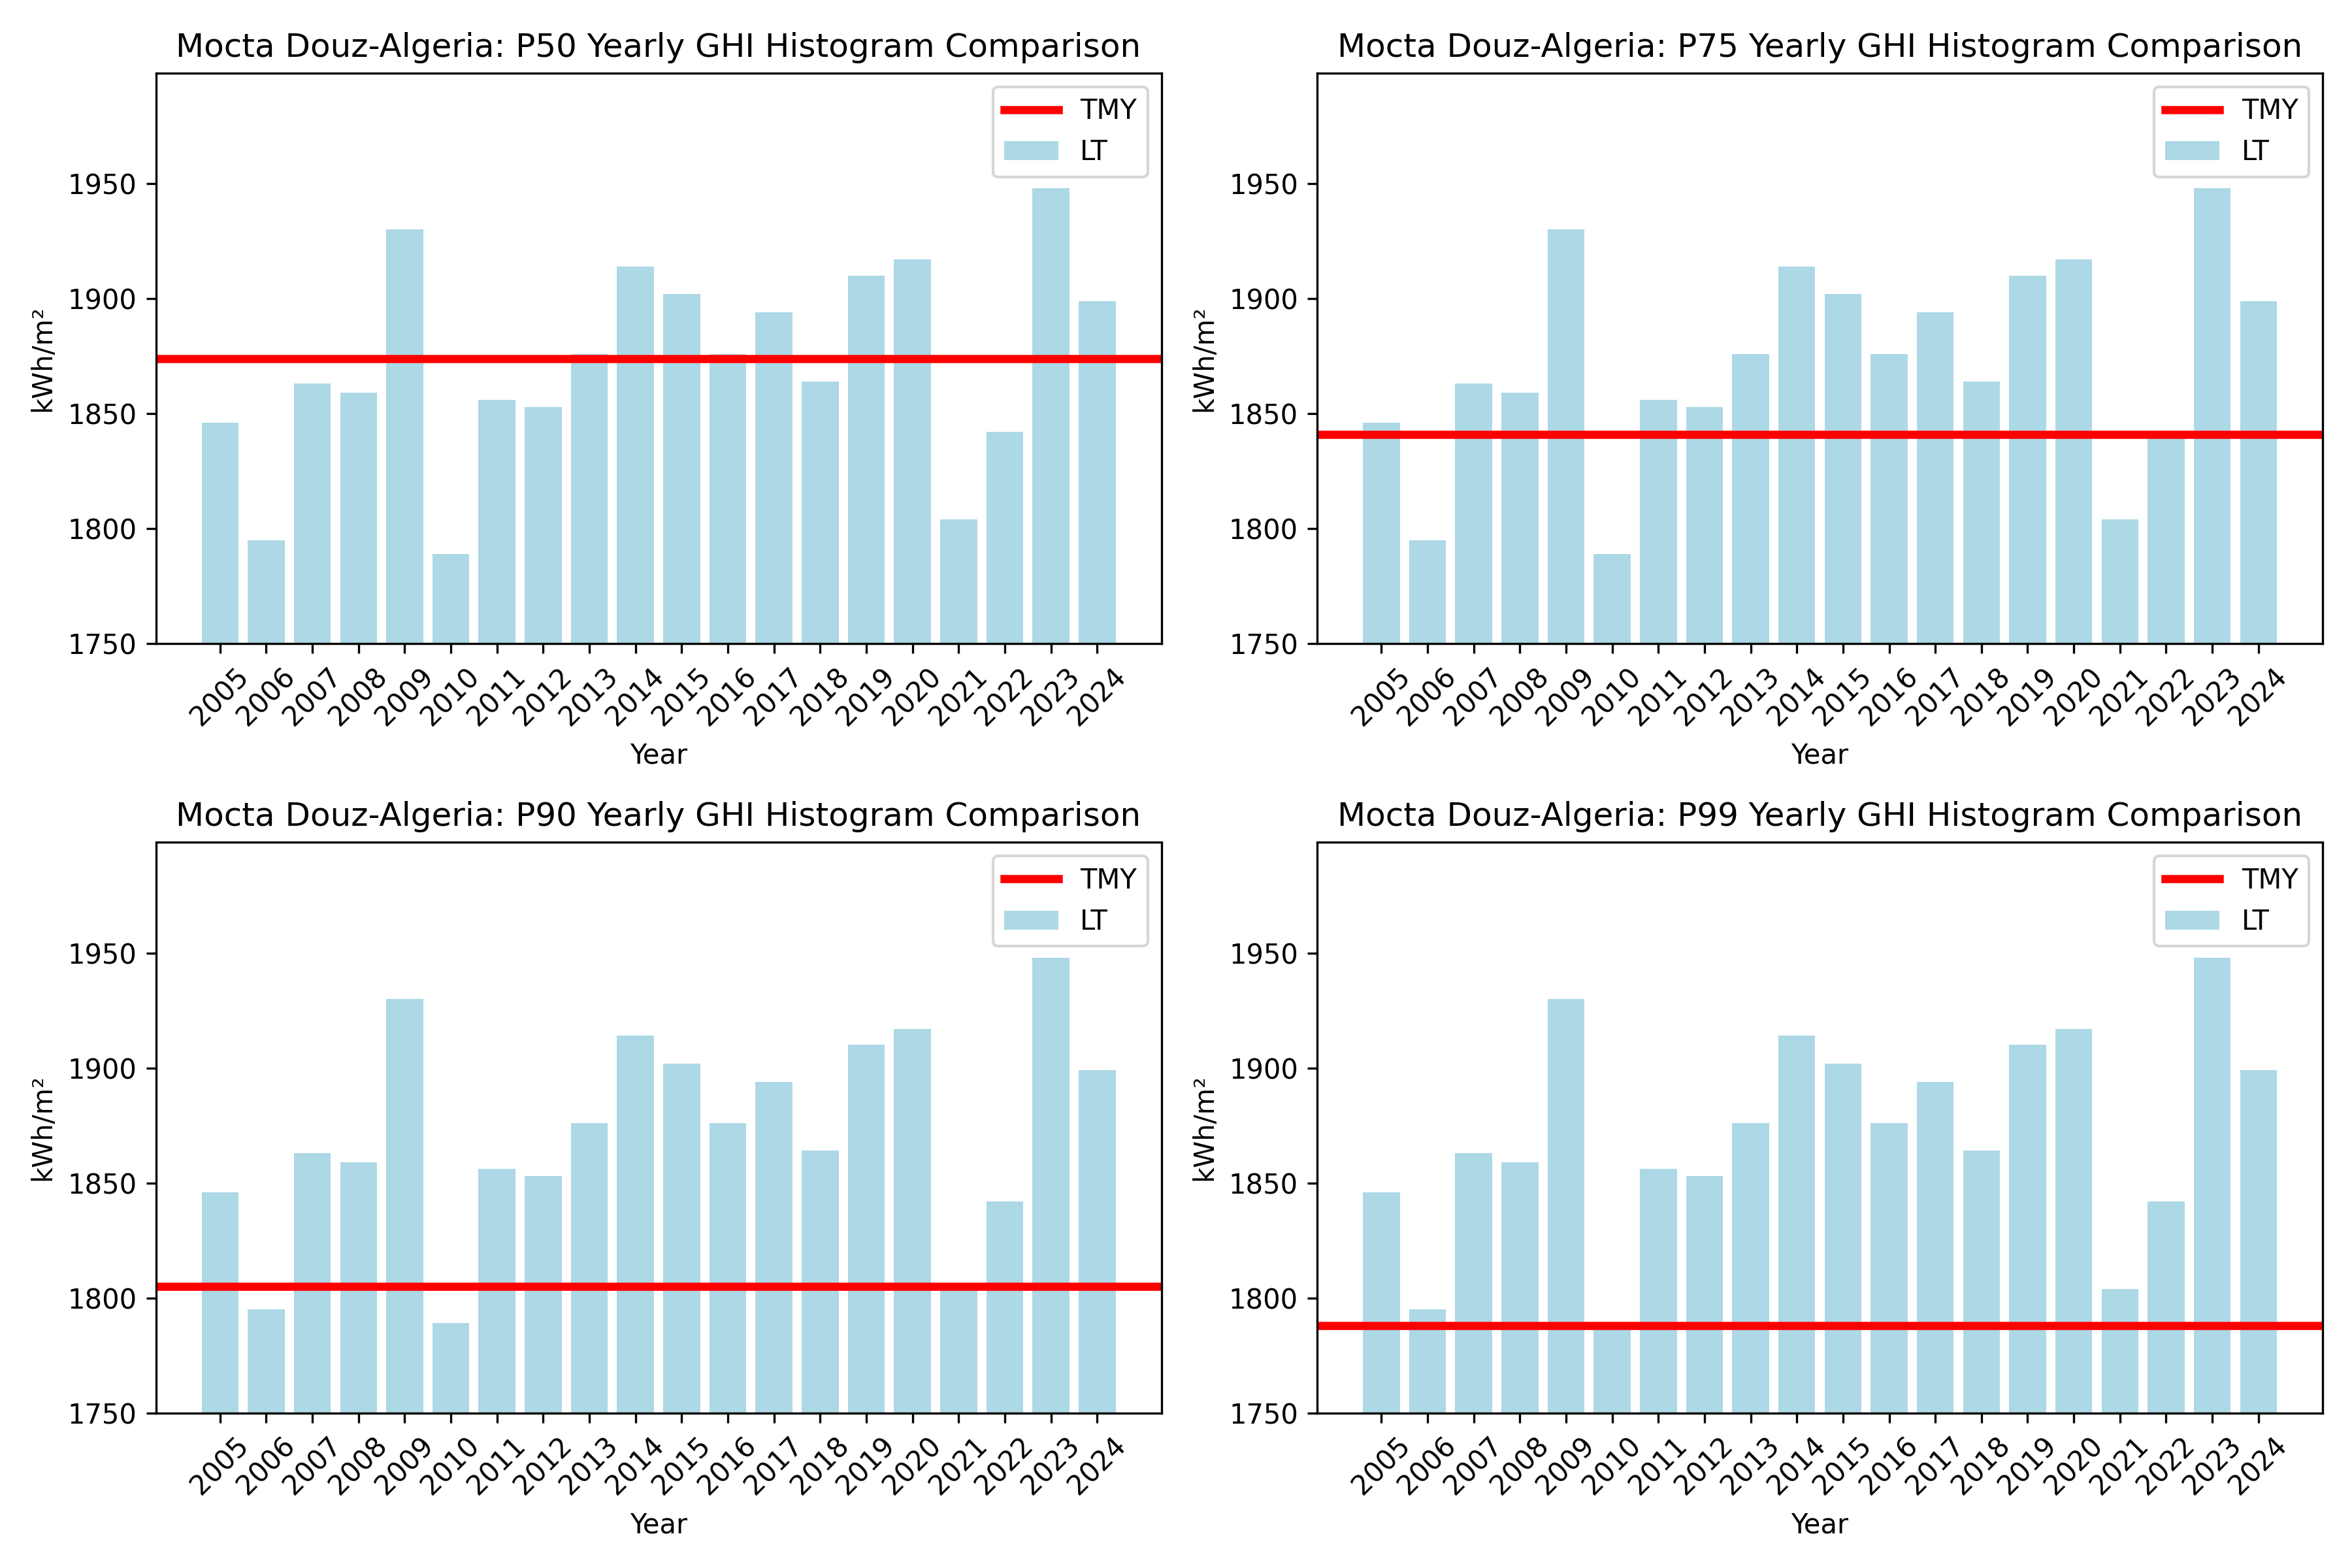 Mocta Douz-Algeria: P50 Yearly GHI Histogram Comparison
TMY
LT
kWh/m²
1950
1900
1850
1800
1750
2005 2006 2007 2008 2009 2010 2011 2012 2013 2014 2015 2016 2017 2018 2019 2020 2021 2022 2023 2024
Year
Mocta Douz-Algeria: P75 Yearly GHI Histogram Comparison
TMY
LT
kWh/m²
1950
1900
1850
1800
1750
2005 2006 2007 2008 2009 2010 2011 2012 2013 2014 2015 2016 2017 2018 2019 2020 2021 2022 2023 2024
Year
Mocta Douz-Algeria: P90 Yearly GHI Histogram Comparison
TMY
LT
kWh/m²
1950
1900
1850
1800
1750
2005 2006 2007 2008 2009 2010 2011 2012 2013 2014 2015 2016 2017 2018 2019 2020 2021 2022 2023 2024
Year
Mocta Douz-Algeria: P99 Yearly GHI Histogram Comparison
TMY
LT
kWh/m²
1950
1900
1850
1800
1750
2005 2006 2007 2008 2009 2010 2011 2012 2013 2014 2015 2016 2017 2018 2019 2020 2021 2022 2023 2024
Year